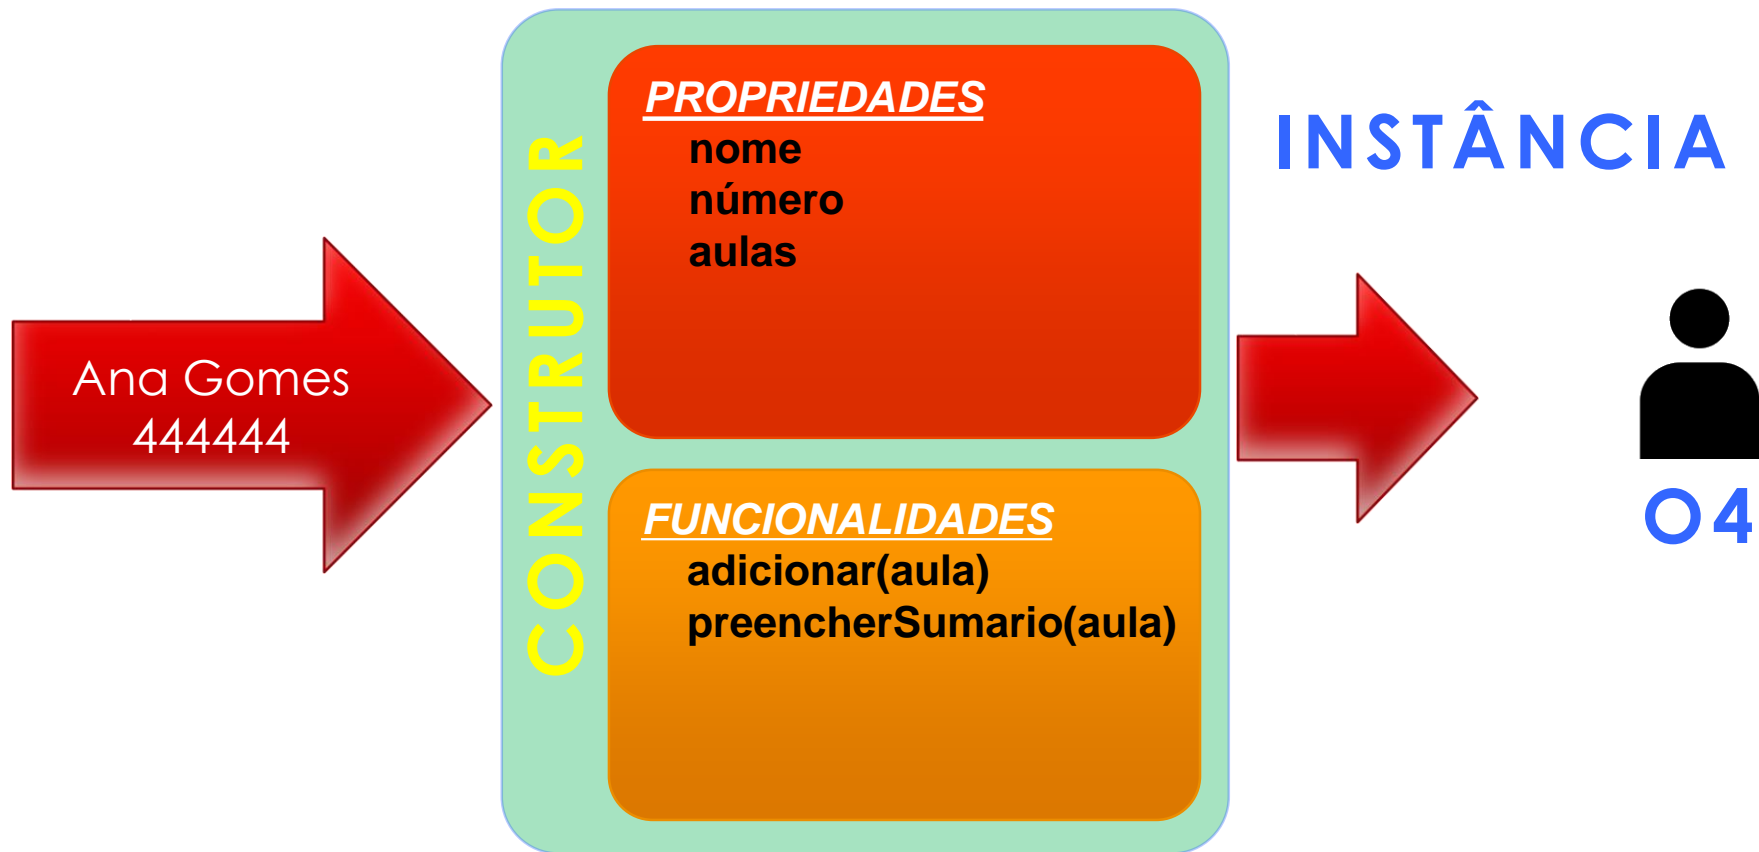 Ana Gomes
444444
CONSTRUTOR
PROPRIEDADES
nome
número
aulas
FUNCIONALIDADES
adicionar(aula)
preencherSumario(aula)
INSTÂNCIA
O4